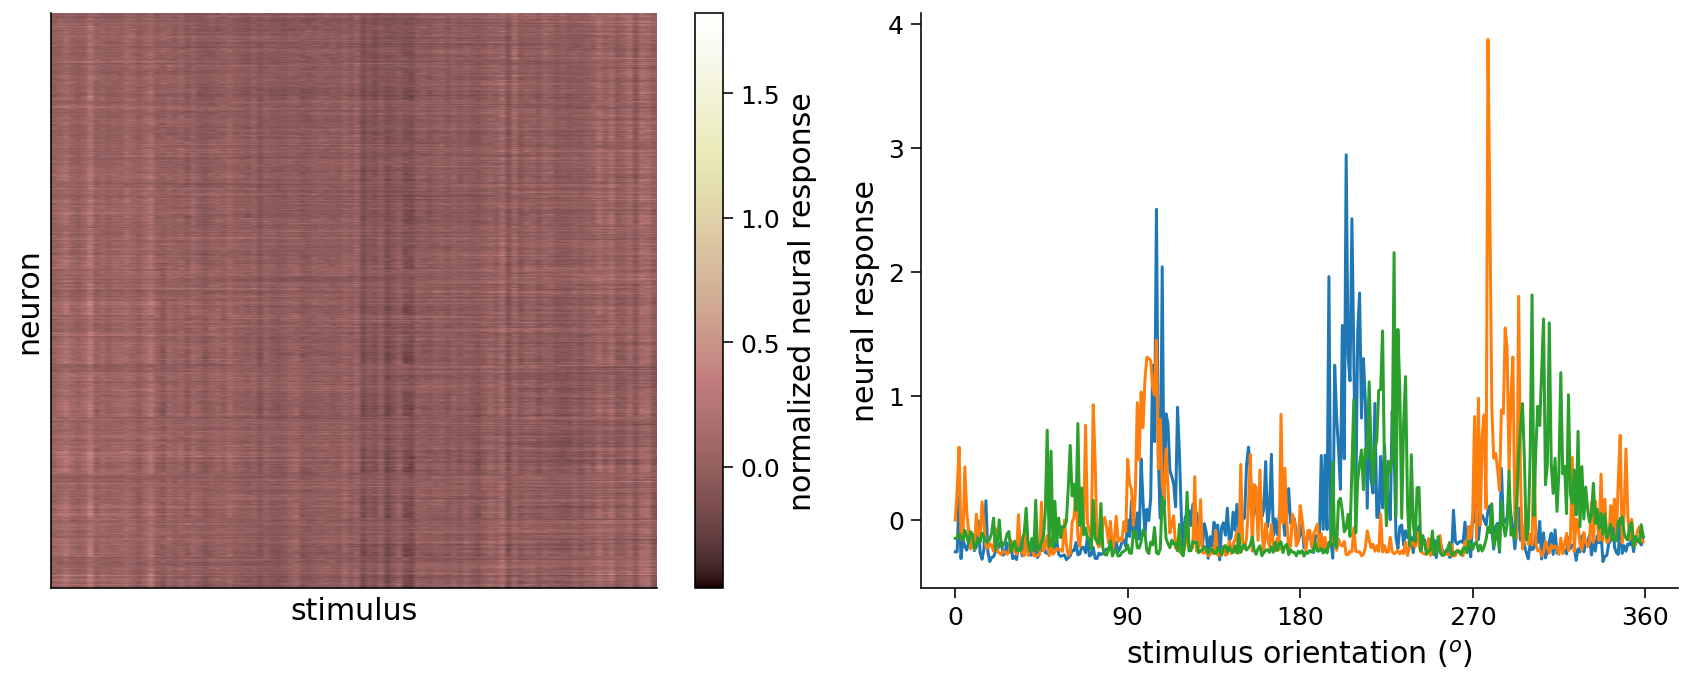 neuron
stimulus
1.5
1.0
0.5
0.0
normalized neural response
neural response
4
3
2
1
0
0 90 180 270 360
stimulus orientation (º)